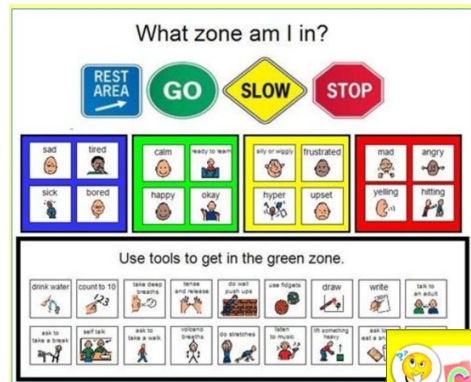 What zone am I in?
REST
AREA
GO
SLOW
STOP
sad
tired
calm
ready to learn
silly or wiggly
frustrated
mad
angry
sick
bored
happy
okay
hyper
upset
yelling
hitting
Use tools to get in the green zone.
drink water
count to 10
take deep
breaths
tense
and release
do wall
push ups
use fidgets
draw
write
talk to
an adult
ask to
take a break
self talk
ask to
take a walk
volcano
breaths
do stretches
listen
to music
lift something
heavy
ask to
eat a